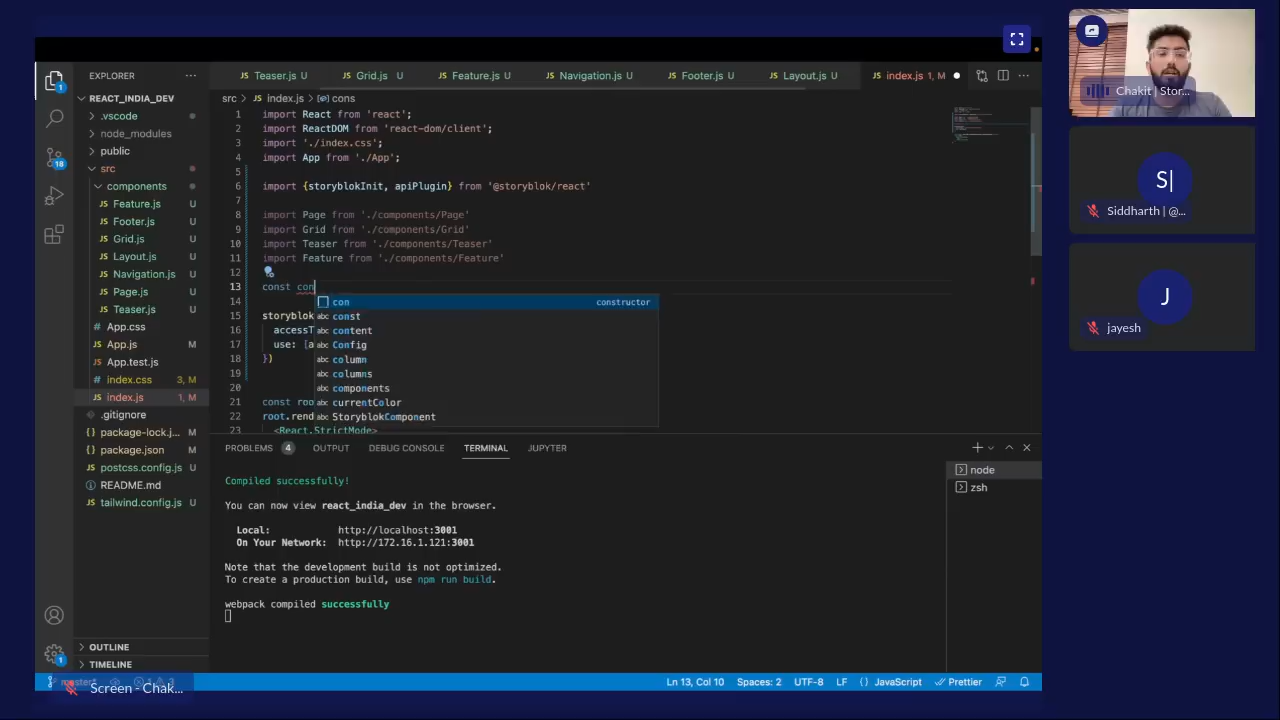 EXPLORER
REACT_INDIA_DEV
.vscode
node_modules
public
src
components
Feature.js U
Footer.js U
Grid.js U
Layout.js U
Navigation.js U
Page.js U
Teaser.js U
App.css
App.js M
App.test.js
index.css 3, M
index.js 1, M
.gitignore
package-lock.j... M
package.json M
postcss.config.js U
README.md
tailwind.config.js U
OUTLINE
TIMELINE
Teaser.js U
Grid.js U
Feature.js U
Navigation.js U
Footer.js U
Layout.js U
index.js 1, M
src > index.js > cons
1 import React from 'react';
2 import ReactDOM from 'react-dom/client';
3 import './index.css';
4 import App from './App';
5
6 import {storyblokInit, apiPlugin} from '@storyblok/react'
7
8 import Page from './components/Page'
9 import Grid from './components/Grid'
10 import Teaser from './components/Teaser'
11 import Feature from './components/Feature'
12
13 const con
14
15 storyblok
16 accessT
17 use: [a
18 })
19
20
21 const roo
22 root.rend
23 <React.StrictMode>
con constructor
const
content
Config
column
columns
components
currentColor
StoryblokComponent
PROBLEMS 4 OUTPUT DEBUG CONSOLE TERMINAL JUPYTER
Compiled successfully!
You can now view react_india_dev in the browser.
Local: http://localhost:3001
On Your Network: http://172.16.1.121:3001
Note that the development build is not optimized.
To create a production build, use npm run build.
webpack compiled successfully
node
zsh
Screen - Chak...
Ln 13, Col 10 Spaces: 2 UTF-8 LF {} JavaScript Prettier
1
18
1
Chakit | Stor...
S|
Siddharth | @...
J
jayesh